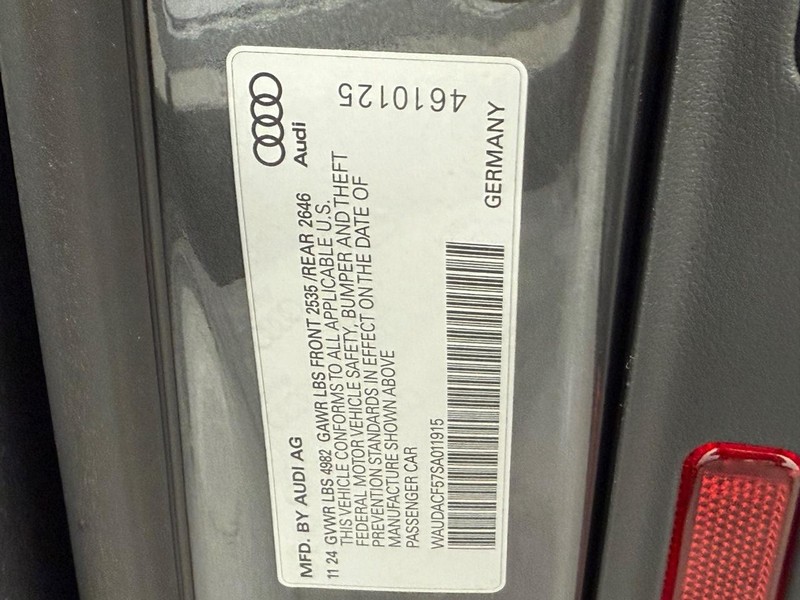 MFD. BY AUDI AG
Audi
11 24 GVWR LBS 4982 GAWR LBS FRONT 2535 /REAR 2646
THIS VEHICLE CONFORMS TO ALL APPLICABLE U.S.
FEDERAL MOTOR VEHICLE SAFETY, BUMPER AND THEFT
PREVENTION STANDARDS IN EFFECT ON THE DATE OF
MANUFACTURE SHOWN ABOVE
PASSENGER CAR
4610125
WAUDACF57SA011915
GERMANY